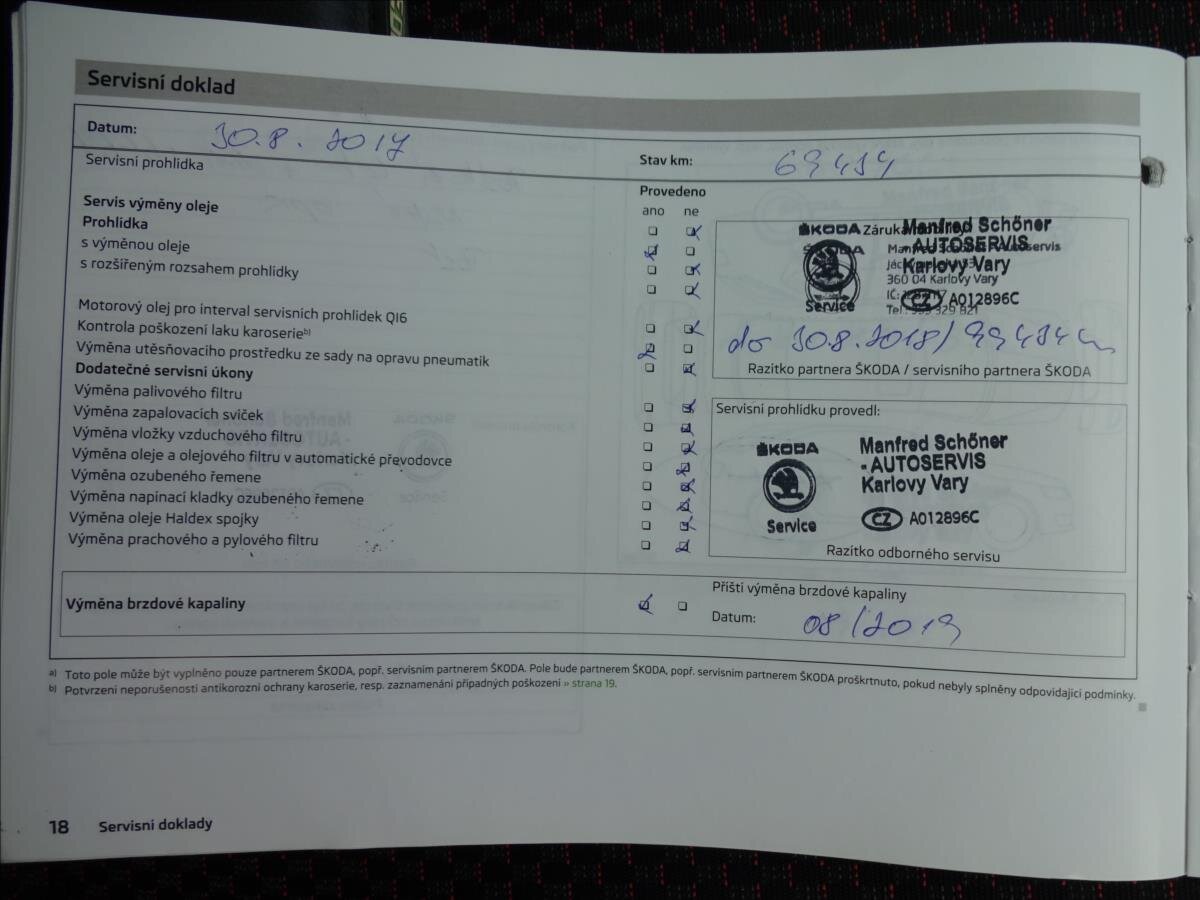 Servisní doklad
Datum: 30.8.2017
Servisní prohlídka
Stav km: 69 434
Provedeno
ano ne
Servis výměny oleje
Prohlídka
s výměnou oleje
s rozšířeným rozsahem prohlídky
Motorový olej pro interval servisních prohlídek QI6
Kontrola poškození laku karoserie b)
Výměna utěsňovacího prostředku ze sady na opravu pneumatik
Dodatečné servisní úkony
Výměna palivového filtru
Výměna zapalovacích svíček
Výměna vložky vzduchového filtru
Výměna oleje a olejového filtru v automatické převodovce
Výměna ozubeného řemene
Výměna napínací kladky ozubeného řemene
Výměna oleje Haldex spojky
Výměna prachového a pylového filtru
ŠKODA
Service
Manfred Schöner
- AUTOSERVIS
Karlovy Vary
360 04 Karlovy Vary
CZ A012896C
do 30.8.2018 / 99 434 km
Razítko partnera ŠKODA / servisního partnera ŠKODA
Servisní prohlídku provedl:
ŠKODA
Service
Manfred Schöner
- AUTOSERVIS
Karlovy Vary
CZ A012896C
Razítko odborného servisu
Výměna brzdové kapaliny
Příští výměna brzdové kapaliny
Datum: 08/2019
a) Toto pole může být vyplněno pouze partnerem ŠKODA, popř. servisním partnerem ŠKODA. Pole bude partnerem ŠKODA, popř. servisním partnerem ŠKODA proškrtnuto, pokud nebyly splněny odpovídající podmínky.
b) Potvrzení neporušenosti antikorozní ochrany karoserie, resp. zaznamenání případných poškození » strana 19.
18 Servisní doklady